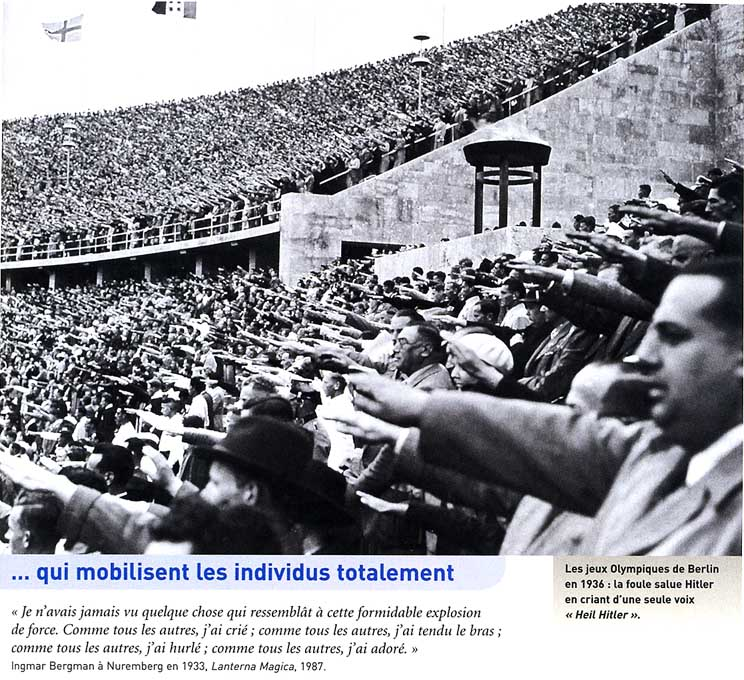 ... qui mobilisent les individus totalement
« Je n'avais jamais vu quelque chose qui ressemblât à cette formidable explosion
de force. Comme tous les autres, j'ai crié ; comme tous les autres, j'ai tendu le bras ;
comme tous les autres, j'ai hurlé ; comme tous les autres, j'ai adoré. »
Ingmar Bergman à Nuremberg en 1933, Lanterna Magica, 1987.
Les jeux Olympiques de Berlin
en 1936 : la foule salue Hitler
en criant d'une seule voix
« Heil Hitler ».